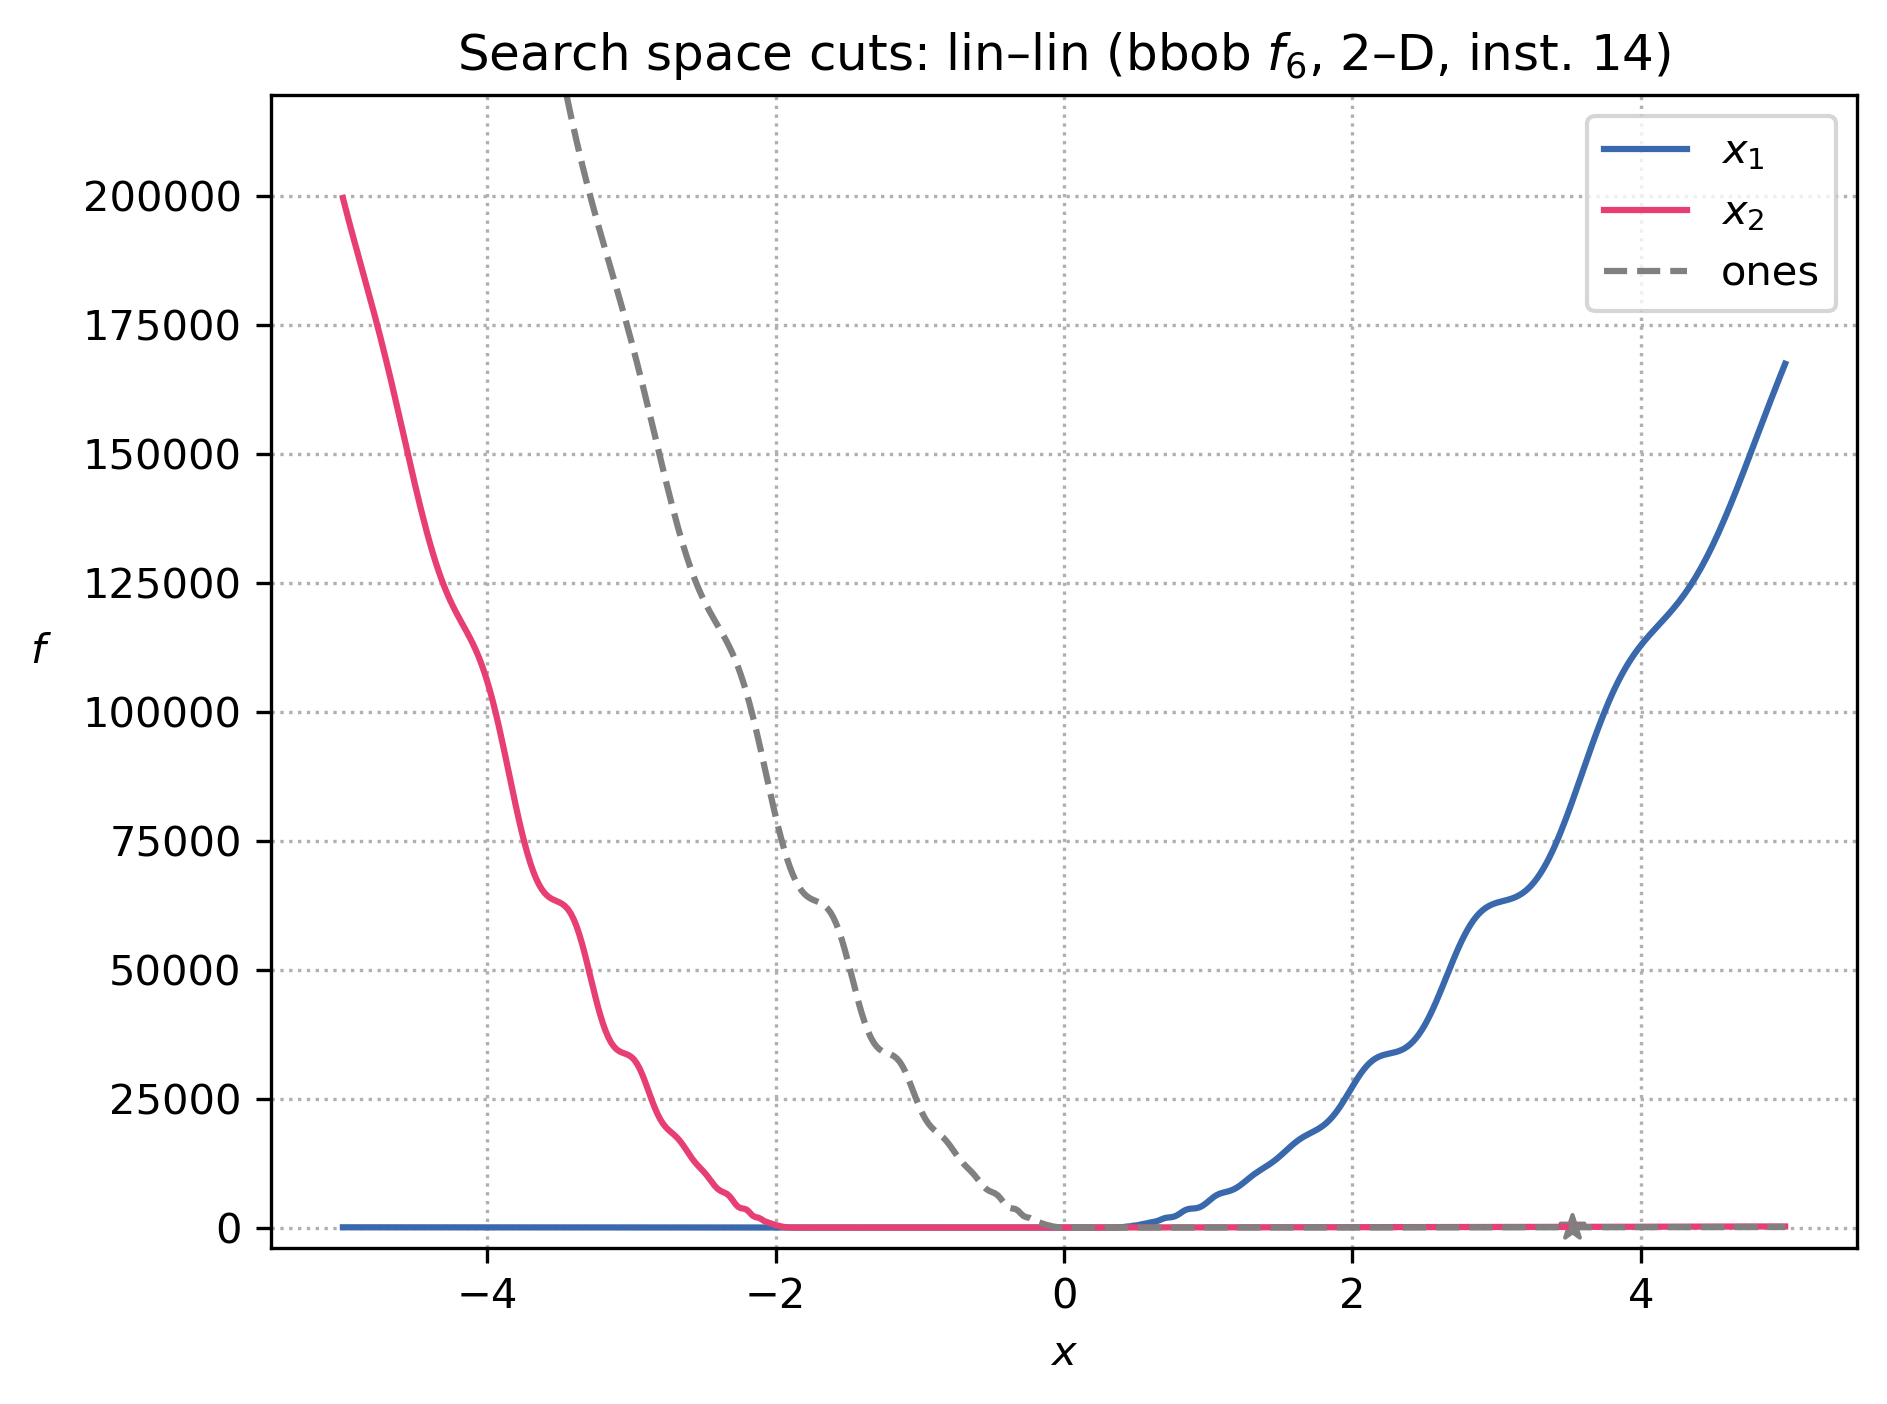 Search space cuts: lin–lin (bbob f₆, 2–D, inst. 14)
x₁
x₂
ones
200000
175000
150000
125000
100000
75000
50000
25000
0
f
−4 −2 0 2 4
x